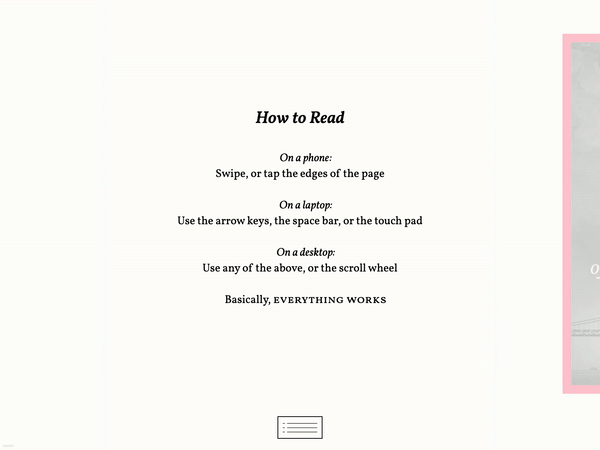 How to Read
On a phone:
Swipe, or tap the edges of the page
On a laptop:
Use the arrow keys, the space bar, or the touch pad
On a desktop:
Use any of the above, or the scroll wheel
Basically, EVERYTHING WORKS